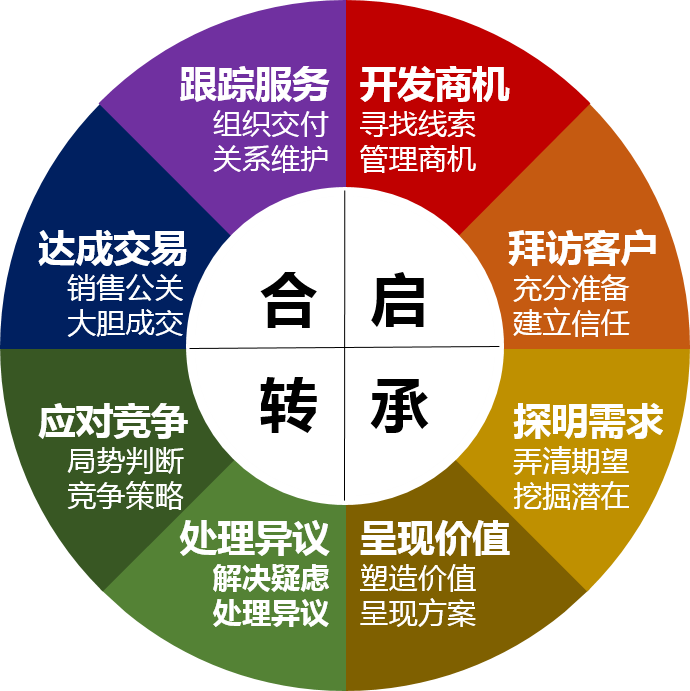 跟踪服务
组织交付
关系维护
开发商机
寻找线索
管理商机
达成交易
销售公关
大胆成交
拜访客户
充分准备
建立信任
合
启
转
承
应对竞争
局势判断
竞争策略
探明需求
弄清期望
挖掘潜在
处理异议
解决疑虑
处理异议
呈现价值
塑造价值
呈现方案